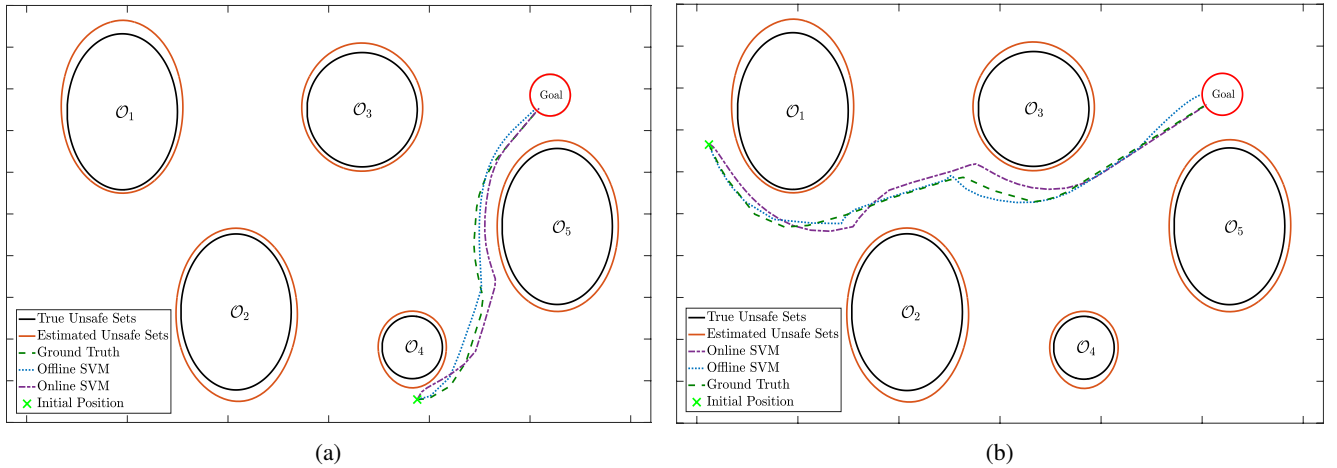 Goal
𝒪₁
𝒪₃
𝒪₅
𝒪₂
𝒪₄
True Unsafe Sets
Estimated Unsafe Sets
Ground Truth
Offline SVM
Online SVM
Initial Position
(a)
Goal
𝒪₁
𝒪₃
𝒪₅
𝒪₂
𝒪₄
True Unsafe Sets
Estimated Unsafe Sets
Online SVM
Offline SVM
Ground Truth
Initial Position
(b)